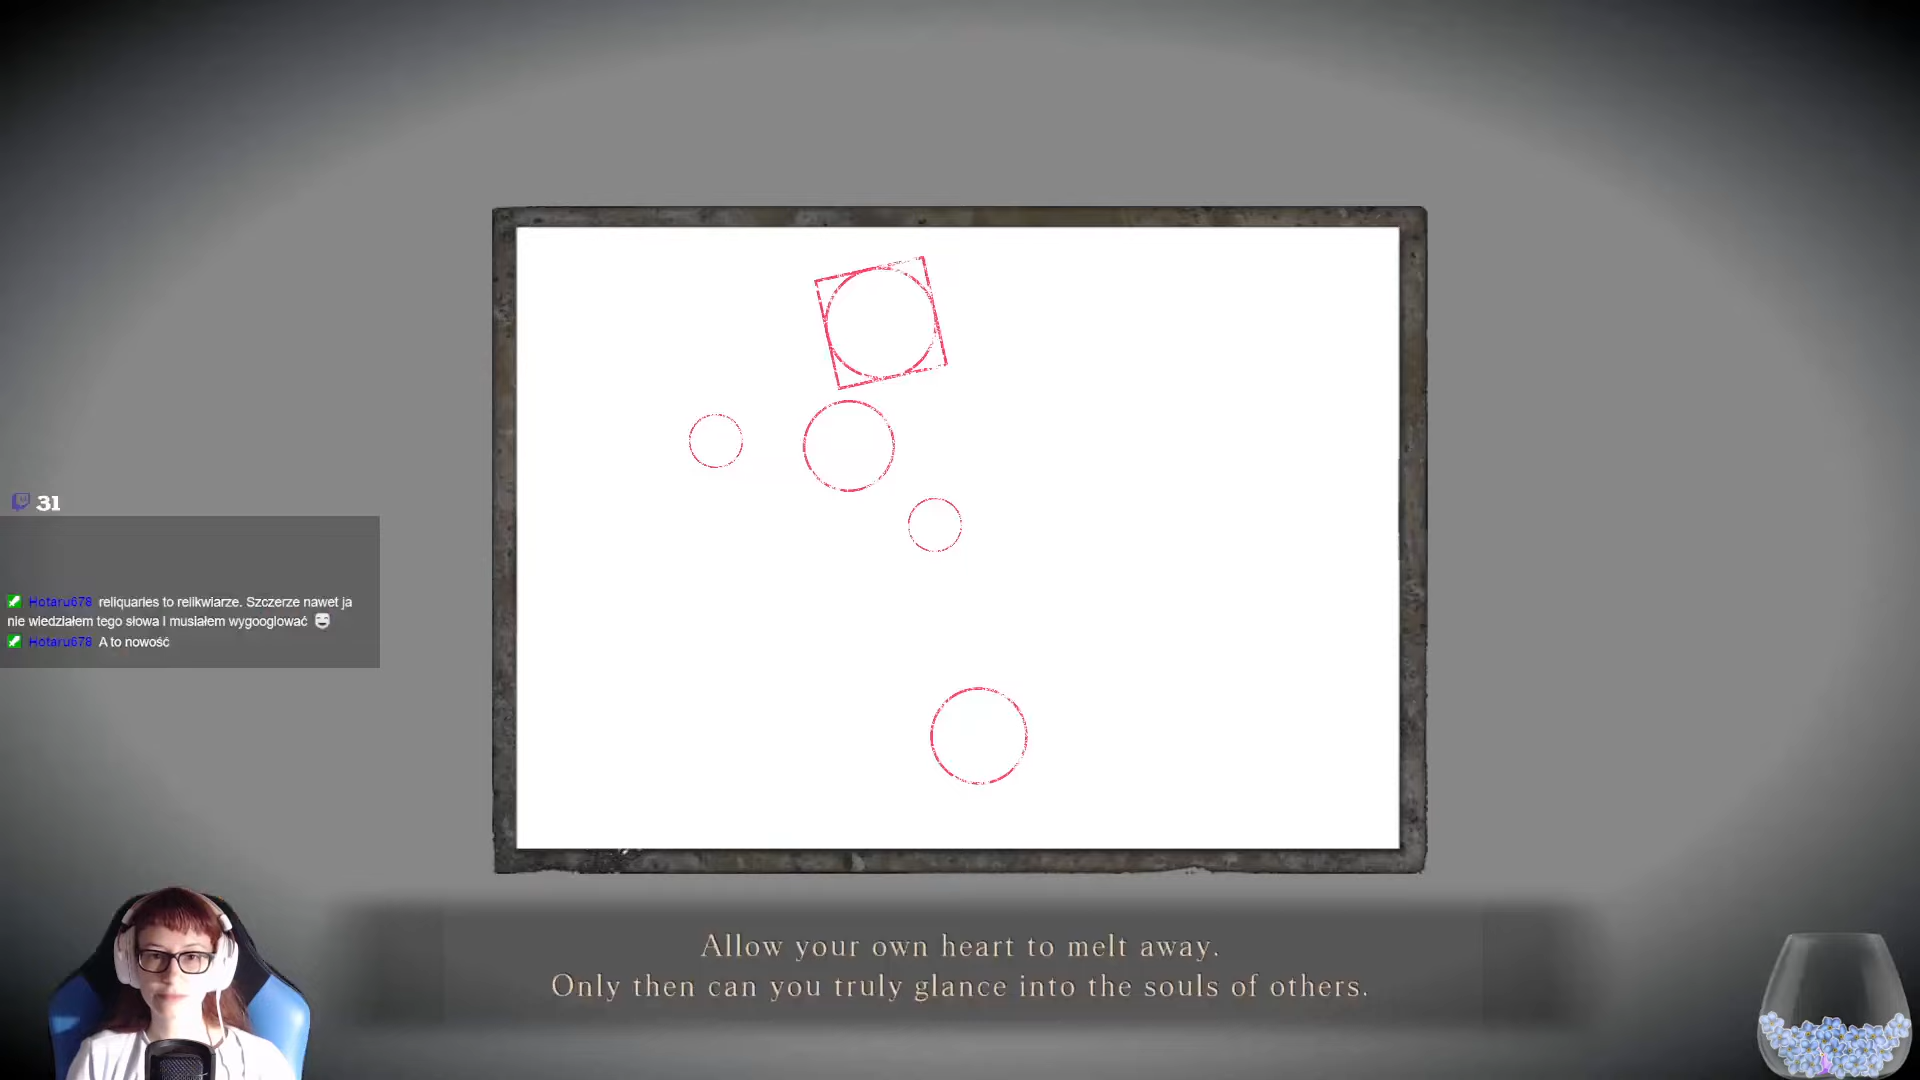 31
Hotaru678 reliquaries to relikwiarze. Szczerze nawet ja
nie wiedziałem tego słowa I musiałem wygooglować
Hotaru678 A to nowość
Allow your own heart to melt away.
Only then can you truly glance into the souls of others.